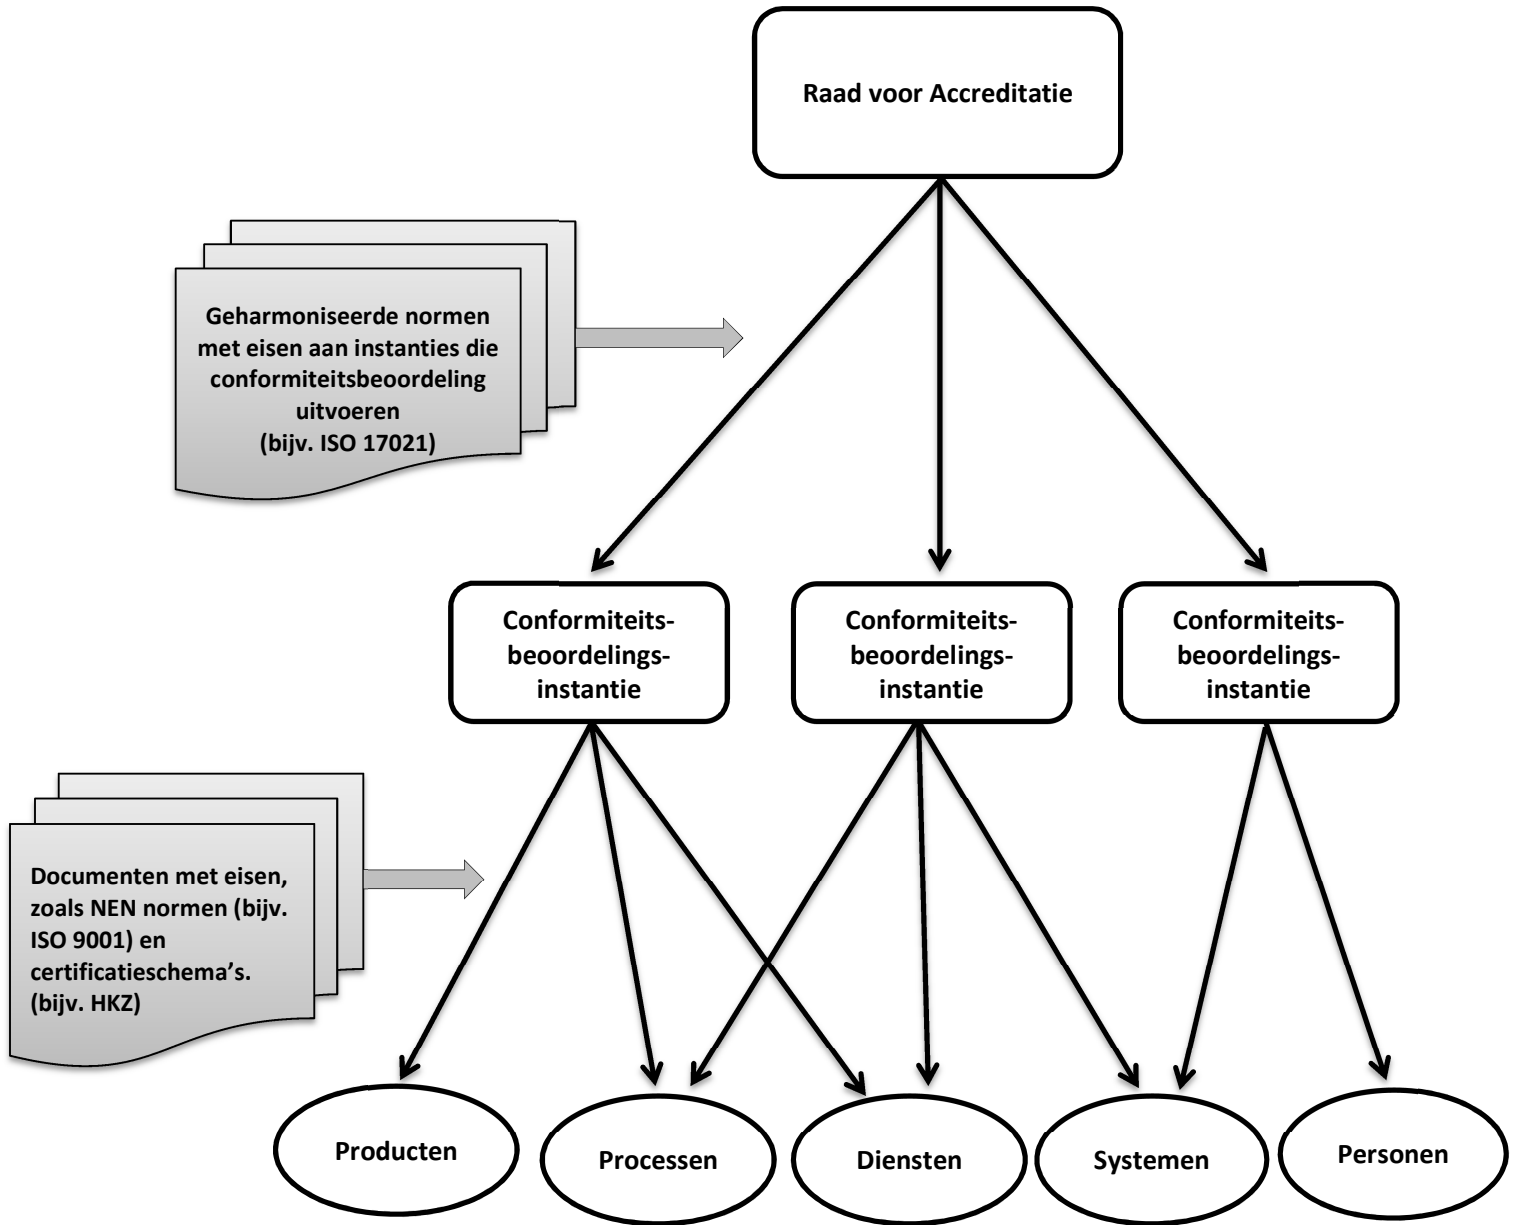 Raad voor Accreditatie
Geharmoniseerde normen
met eisen aan instanties die
conformiteitsbeoordeling
uitvoeren
(bijv. ISO 17021)
Conformiteits-
beoordelings-
instantie
Conformiteits-
beoordelings-
instantie
Conformiteits-
beoordelings-
instantie
Documenten met eisen,
zoals NEN normen (bijv.
ISO 9001) en
certificatieschema’s.
(bijv. HKZ)
Producten
Processen
Diensten
Systemen
Personen